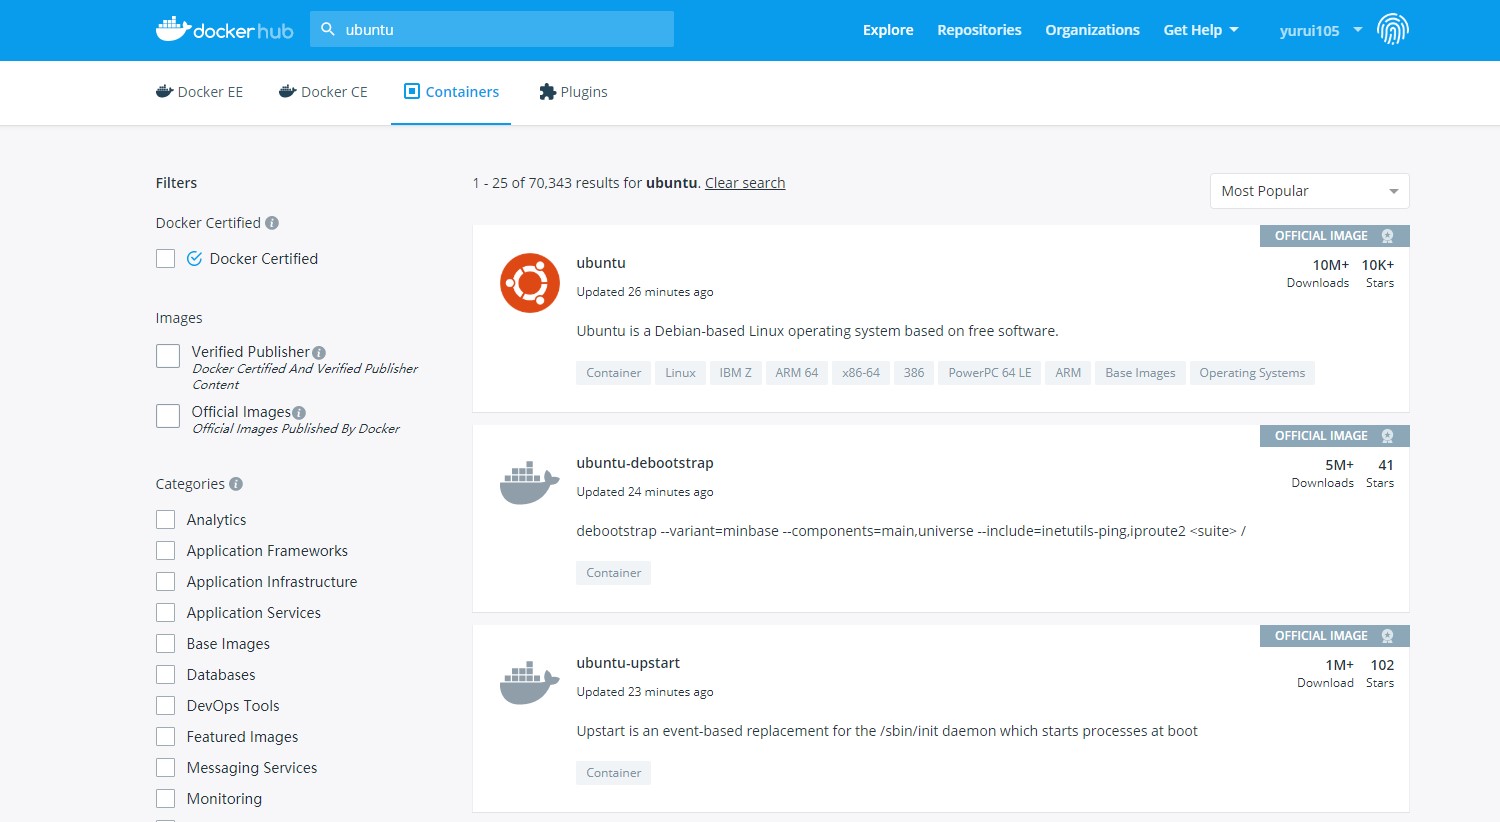 docker hub
ubuntu
Explore Repositories Organizations Get Help yurui105
Docker EE Docker CE Containers Plugins
Filters
Docker Certified
Docker Certified
Images
Verified Publisher
Docker Certified And Verified Publisher
Content
Official Images
Official Images Published By Docker
Categories
Analytics
Application Frameworks
Application Infrastructure
Application Services
Base Images
Databases
DevOps Tools
Featured Images
Messaging Services
Monitoring
1 - 25 of 70,343 results for ubuntu. Clear search
Most Popular
OFFICIAL IMAGE
ubuntu
10M+ 10K+
Downloads Stars
Updated 26 minutes ago
Ubuntu is a Debian-based Linux operating system based on free software.
Container Linux IBM Z ARM 64 x86-64 386 PowerPC 64 LE ARM Base Images Operating Systems
OFFICIAL IMAGE
ubuntu-debootstrap
5M+ 41
Downloads Stars
Updated 24 minutes ago
debootstrap --variant=minbase --components=main,universe --include=inetutils-ping,iproute2 <suite> /
Container
OFFICIAL IMAGE
ubuntu-upstart
1M+ 102
Download Stars
Updated 23 minutes ago
Upstart is an event-based replacement for the /sbin/init daemon which starts processes at boot
Container